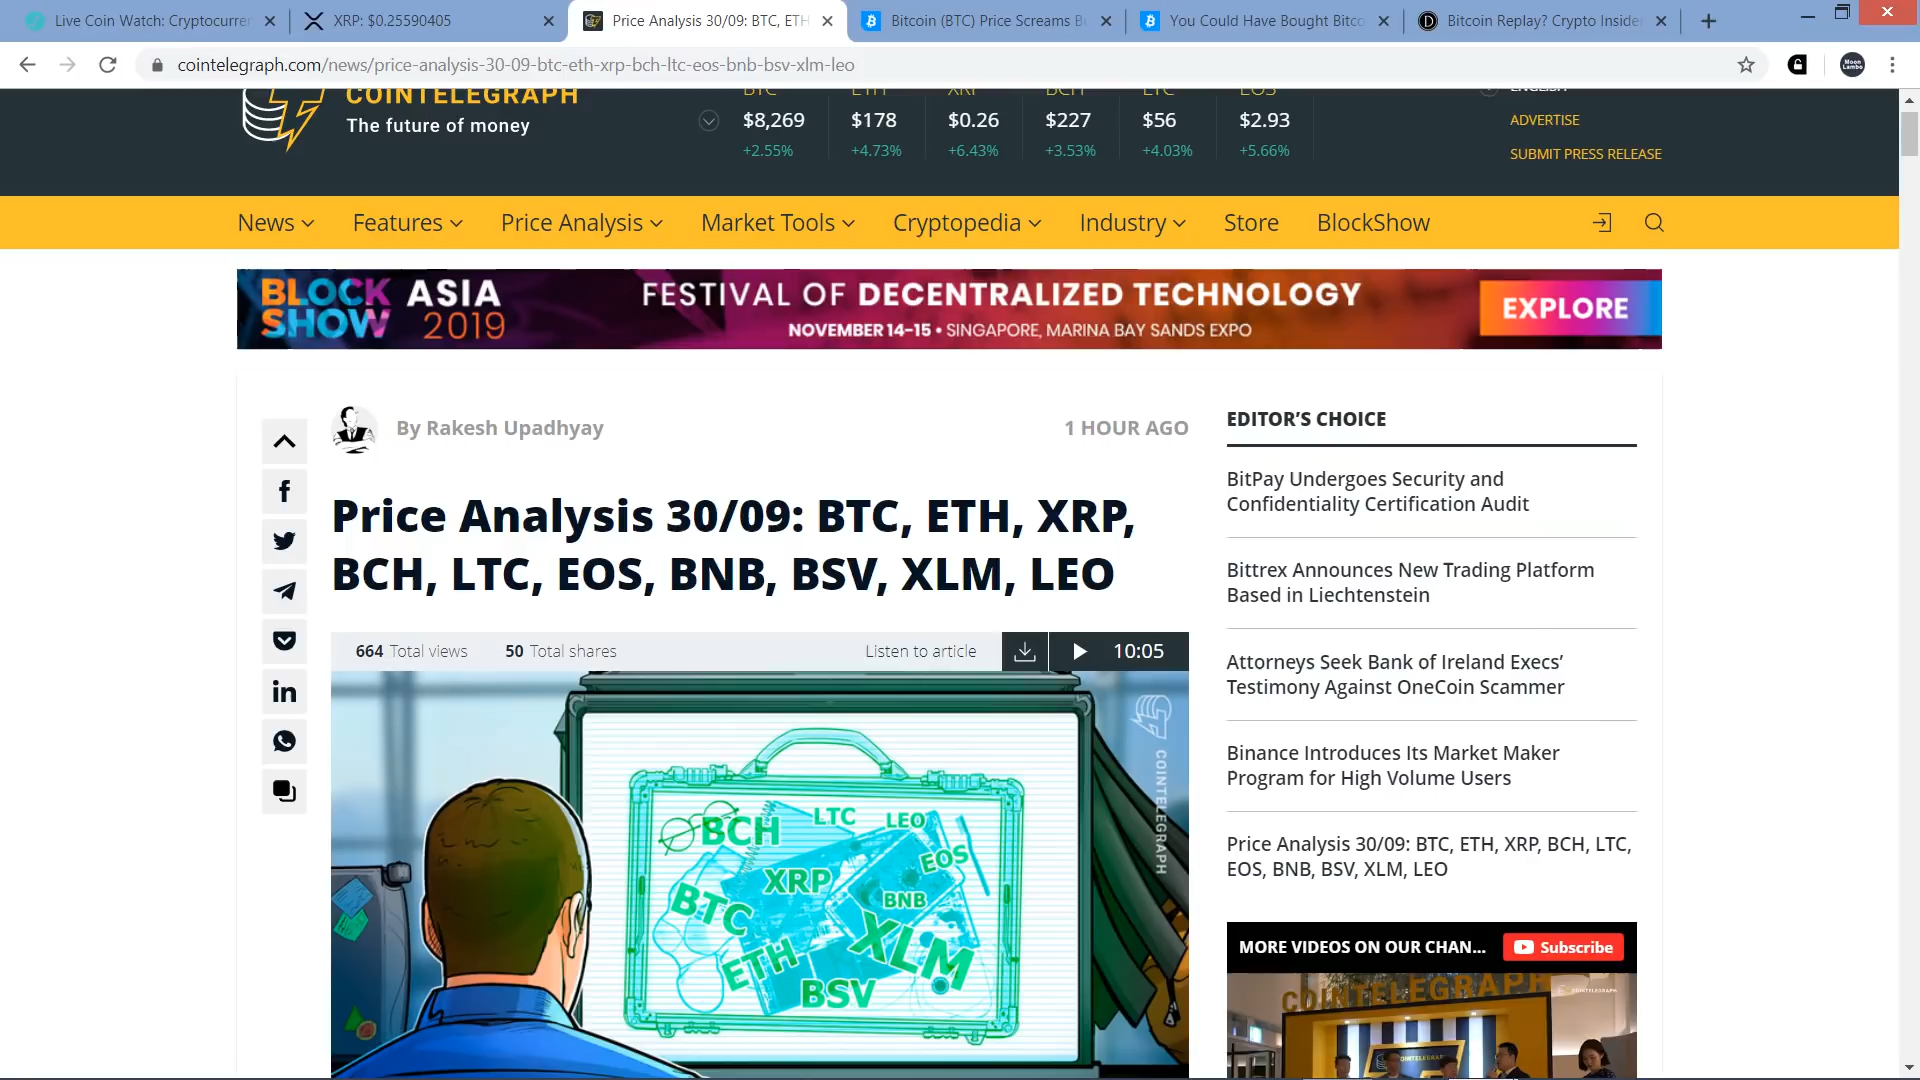 Live Coin Watch: Cryptocurren
XRP: $0.25590405
Price Analysis 30/09: BTC, ETH
Bitcoin (BTC) Price Screams Bu
You Could Have Bought Bitco
Bitcoin Replay? Crypto Insider
cointelegraph.com/news/price-analysis-30-09-btc-eth-xrp-bch-ltc-eos-bnb-bsv-xlm-leo
Moon Lambo
COINTELEGRAPH
The future of money
BTC ETH XRP BCH LTC EOS
$8,269 $178 $0.26 $227 $56 $2.93
+2.55% +4.73% +6.43% +3.53% +4.03% +5.66%
ENGLISH
ADVERTISE
SUBMIT PRESS RELEASE
News Features Price Analysis Market Tools Cryptopedia Industry Store BlockShow
BLOCK SHOW ASIA 2019
FESTIVAL OF DECENTRALIZED TECHNOLOGY
NOVEMBER 14-15 • SINGAPORE, MARINA BAY SANDS EXPO
EXPLORE
By Rakesh Upadhyay
1 HOUR AGO
Price Analysis 30/09: BTC, ETH, XRP,
BCH, LTC, EOS, BNB, BSV, XLM, LEO
664 Total views 50 Total shares Listen to article 10:05
BCH
LTC
LEO
EOS
XRP
BNB
BTC
XLM
ETH
BSV
COINTELEGRAPH
EDITOR'S CHOICE
BitPay Undergoes Security and
Confidentiality Certification Audit
Bittrex Announces New Trading Platform
Based in Liechtenstein
Attorneys Seek Bank of Ireland Execs'
Testimony Against OneCoin Scammer
Binance Introduces Its Market Maker
Program for High Volume Users
Price Analysis 30/09: BTC, ETH, XRP, BCH, LTC,
EOS, BNB, BSV, XLM, LEO
MORE VIDEOS ON OUR CHAN...
Subscribe
COINTELEGRAPH
COINTELEGRAPH
COINTELEGRAPH